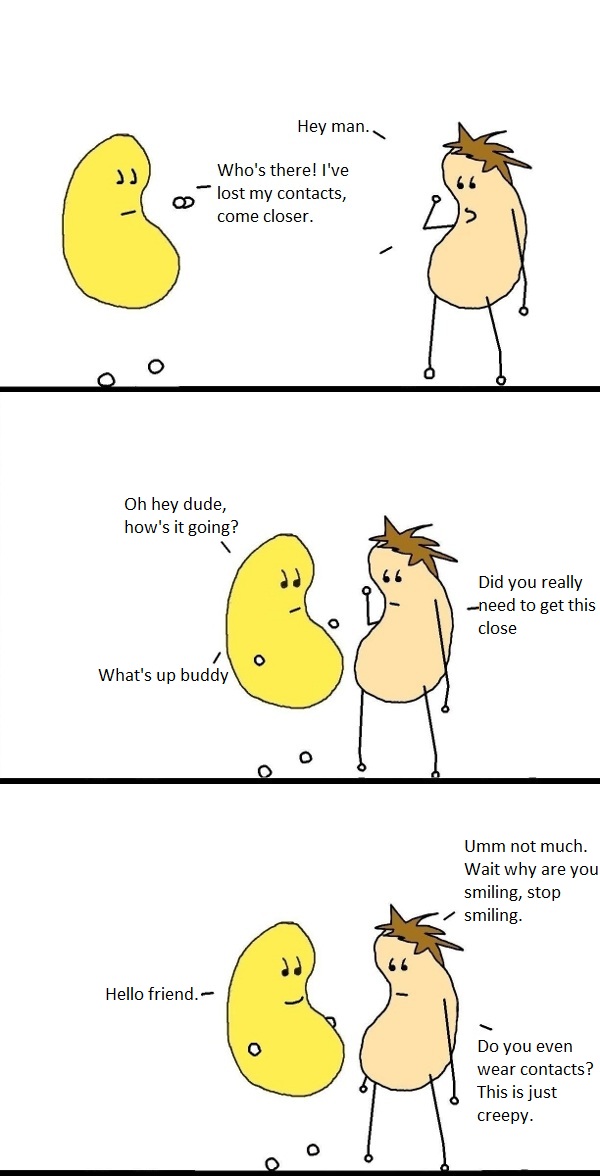 Hey man.
Who's there! I've
lost my contacts,
come closer.
Oh hey dude,
how's it going?
Did you really
need to get this
close
What's up buddy
Umm not much.
Wait why are you
smiling, stop
smiling.
Hello friend.
Do you even
wear contacts?
This is just
creepy.